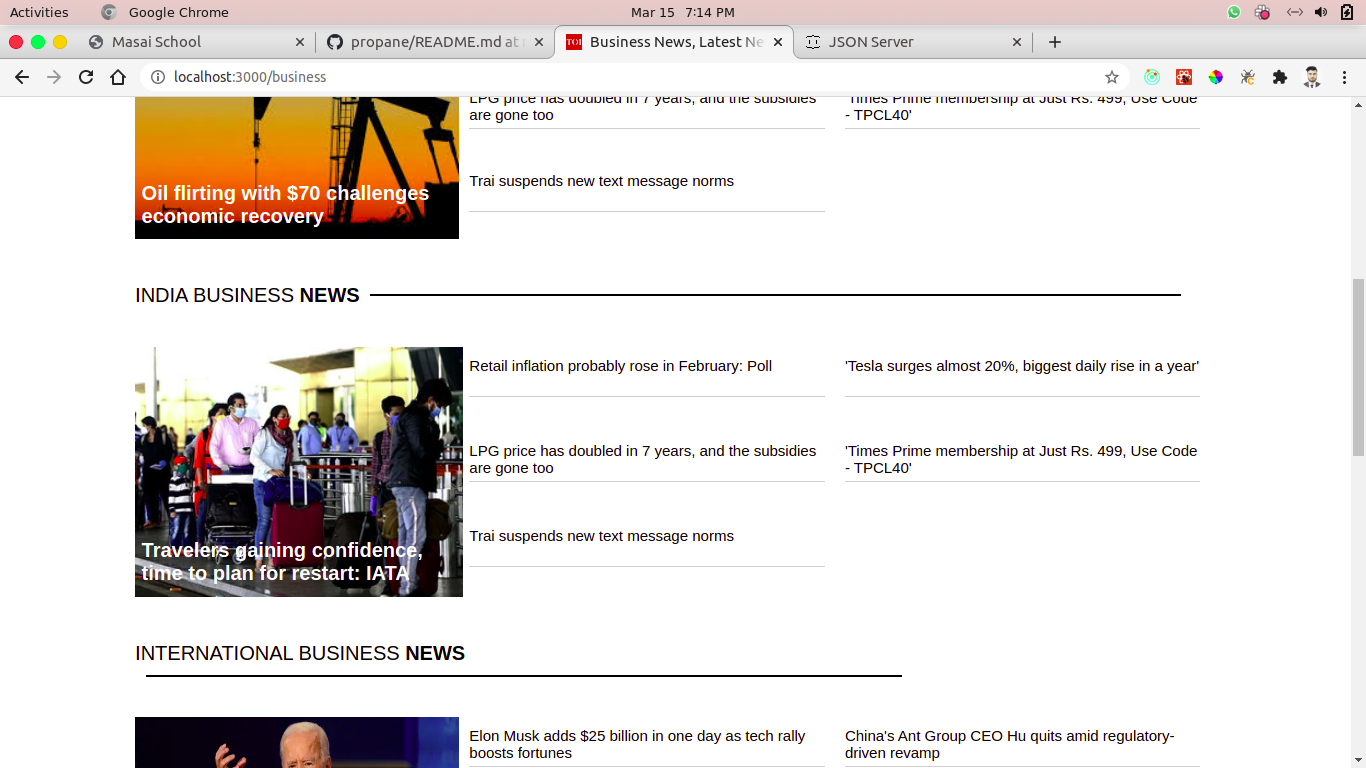 Activities
Google Chrome
Mar 15 7:14 PM
Masai School
propane/README.md at
TOI
Business News, Latest Ne
JSON Server
localhost:3000/business
LPG price has doubled in 7 years, and the subsidies
are gone too
'Times Prime membership at Just Rs. 499, Use Code
- TPCL40'
Oil flirting with $70 challenges
economic recovery
Trai suspends new text message norms
INDIA BUSINESS NEWS
Retail inflation probably rose in February: Poll
'Tesla surges almost 20%, biggest daily rise in a year'
LPG price has doubled in 7 years, and the subsidies
are gone too
'Times Prime membership at Just Rs. 499, Use Code
- TPCL40'
Trai suspends new text message norms
Travelers gaining confidence,
time to plan for restart: IATA
INTERNATIONAL BUSINESS NEWS
Elon Musk adds $25 billion in one day as tech rally
boosts fortunes
China's Ant Group CEO Hu quits amid regulatory-
driven revamp